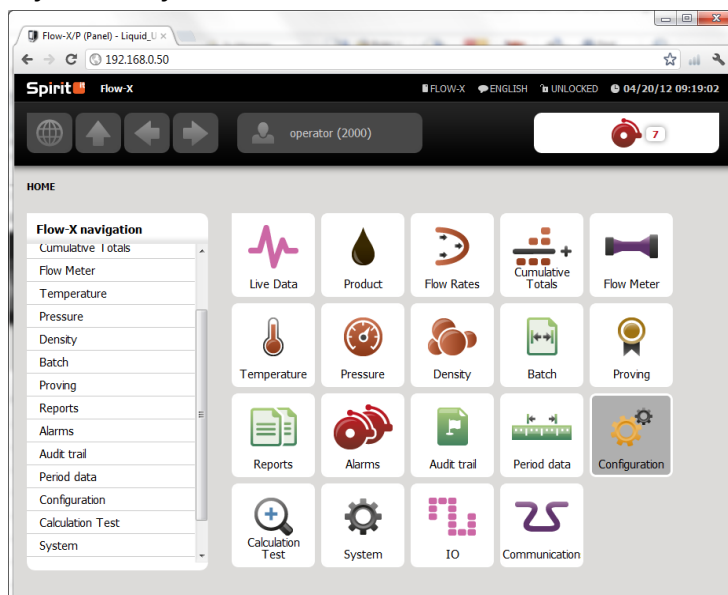 Flow-X/P (Panel) - Liquid_U
192.168.0.50
Spirit IT Flow-X
FLOW-X ENGLISH UNLOCKED 04/20/12 09:19:02
operator (2000)
7
HOME
Flow-X navigation
Cumulative Totals
Flow Meter
Temperature
Pressure
Density
Batch
Proving
Reports
Alarms
Audit trail
Period data
Configuration
Calculation Test
System
Live Data
Product
Flow Rates
Cumulative
Totals
Flow Meter
Temperature
Pressure
Density
Batch
Proving
Reports
Alarms
Audit trail
Period data
Configuration
Calculation
Test
System
IO
Communication